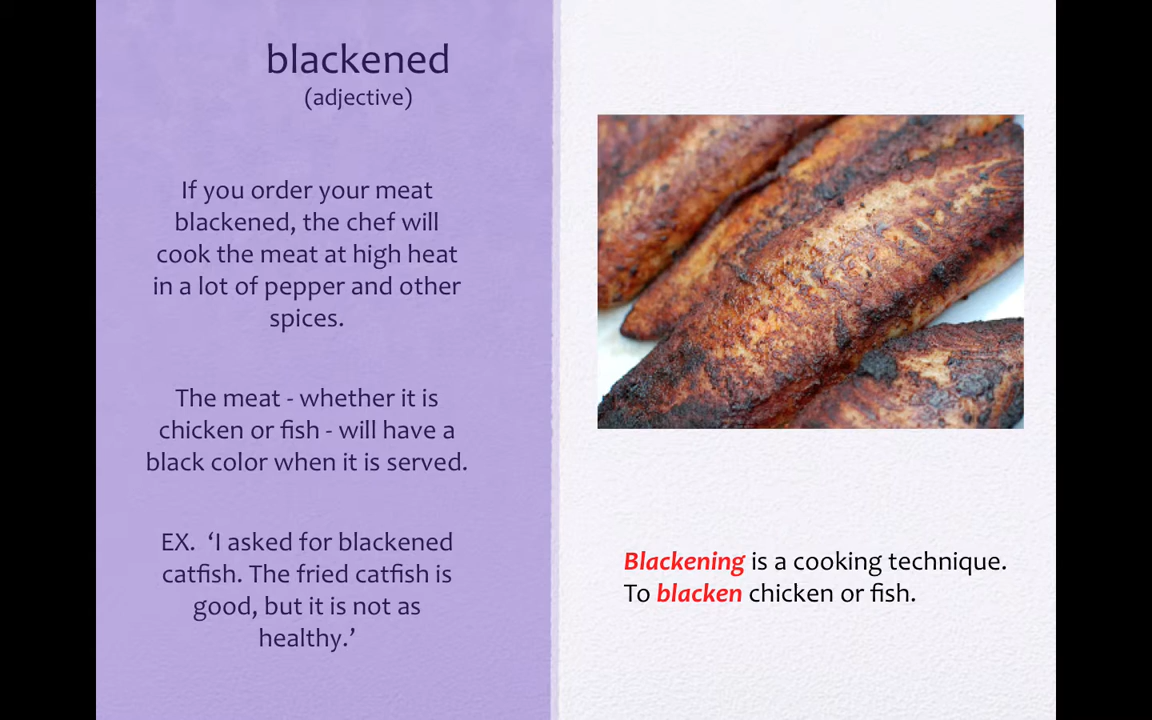 blackened
(adjective)
If you order your meat
blackened, the chef will
cook the meat at high heat
in a lot of pepper and other
spices.
The meat - whether it is
chicken or fish - will have a
black color when it is served.
EX.  ‘I asked for blackened
catfish. The fried catfish is
good, but it is not as
healthy.’
Blackening is a cooking technique.
To blacken chicken or fish.